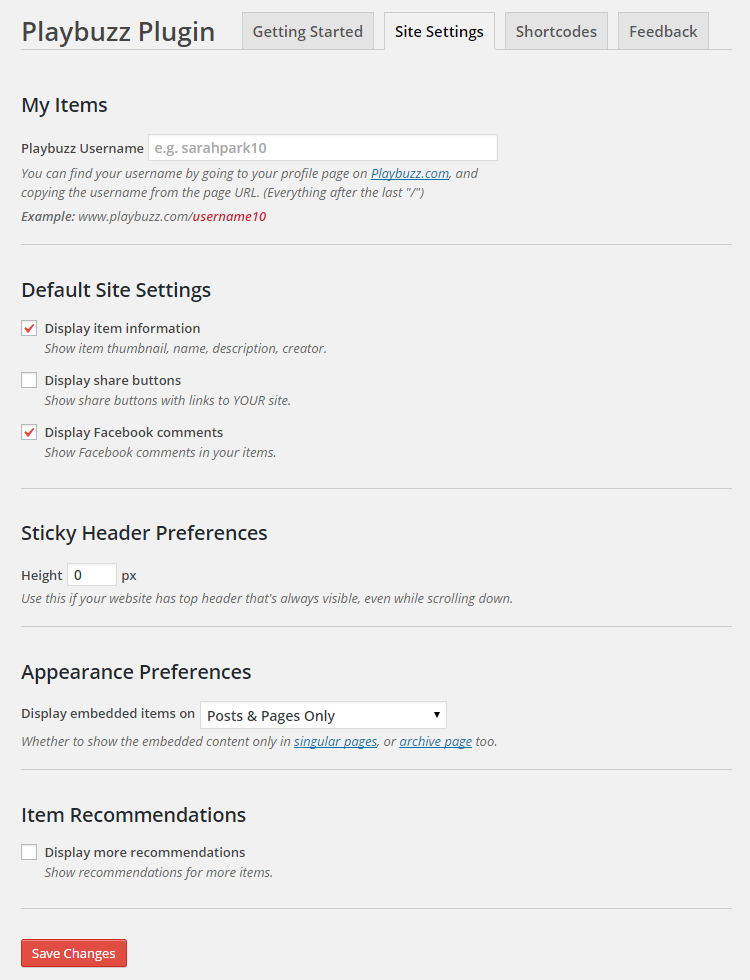 Playbuzz Plugin
Getting Started
Site Settings
Shortcodes
Feedback
My Items
Playbuzz Username e.g. sarahpark10
You can find your username by going to your profile page on Playbuzz.com, and
copying the username from the page URL. (Everything after the last "/")
Example: www.playbuzz.com/username10
Default Site Settings
Display item information
Show item thumbnail, name, description, creator.
Display share buttons
Show share buttons with links to YOUR site.
Display Facebook comments
Show Facebook comments in your items.
Sticky Header Preferences
Height 0 px
Use this if your website has top header that's always visible, even while scrolling down.
Appearance Preferences
Display embedded items on Posts & Pages Only
Whether to show the embedded content only in singular pages, or archive page too.
Item Recommendations
Display more recommendations
Show recommendations for more items.
Save Changes